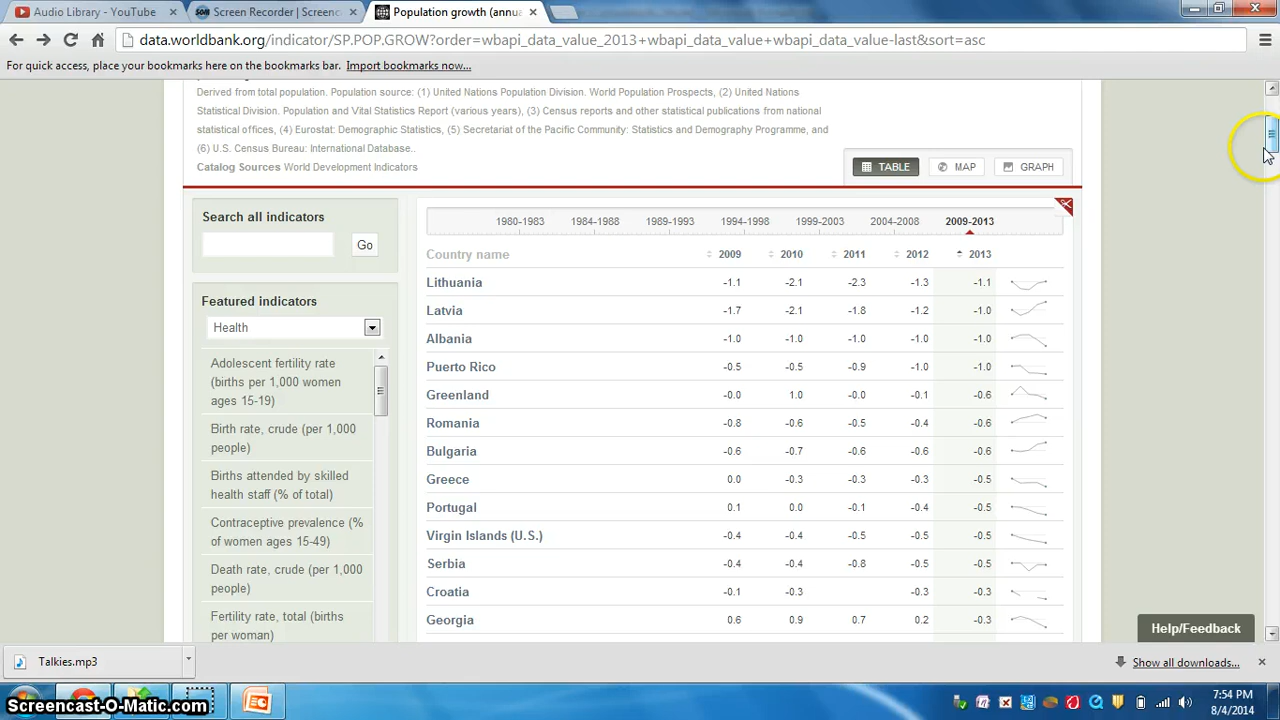 Audio Library - YouTube
Screen Recorder | Screenc
Population growth (annua
data.worldbank.org/indicator/SP.POP.GROW?order=wbapi_data_value_2013+wbapi_data_value+wbapi_data_value-last&sort=asc
For quick access, place your bookmarks here on the bookmarks bar. Import bookmarks now...
Derived from total population. Population source: (1) United Nations Population Division. World Population Prospects, (2) United Nations
Statistical Division. Population and Vital Statistics Report (various years), (3) Census reports and other statistical publications from national
statistical offices, (4) Eurostat: Demographic Statistics, (5) Secretariat of the Pacific Community: Statistics and Demography Programme, and
(6) U.S. Census Bureau: International Database..
Catalog Sources World Development Indicators
TABLE MAP GRAPH
Search all indicators
Go
Featured indicators
Health
Adolescent fertility rate
(births per 1,000 women
ages 15-19)
Birth rate, crude (per 1,000
people)
Births attended by skilled
health staff (% of total)
Contraceptive prevalence (%
of women ages 15-49)
Death rate, crude (per 1,000
people)
Fertility rate, total (births
per woman)
1980-1983 1984-1988 1989-1993 1994-1998 1999-2003 2004-2008 2009-2013
Country name 2009 2010 2011 2012 2013
Lithuania -1.1 -2.1 -2.3 -1.3 -1.1
Latvia -1.7 -2.1 -1.8 -1.2 -1.0
Albania -1.0 -1.0 -1.0 -1.0 -1.0
Puerto Rico -0.5 -0.5 -0.9 -1.0 -1.0
Greenland -0.0 1.0 -0.0 -0.1 -0.6
Romania -0.8 -0.6 -0.5 -0.4 -0.6
Bulgaria -0.6 -0.7 -0.6 -0.6 -0.6
Greece 0.0 -0.3 -0.3 -0.3 -0.5
Portugal 0.1 0.0 -0.1 -0.4 -0.5
Virgin Islands (U.S.) -0.4 -0.4 -0.5 -0.5 -0.5
Serbia -0.4 -0.4 -0.8 -0.5 -0.5
Croatia -0.1 -0.3 -0.3 -0.3
Georgia 0.6 0.9 0.7 0.2 -0.3
Help/Feedback
Talkies.mp3
Show all downloads...
Screencast-O-Matic.com
7:54 PM
8/4/2014